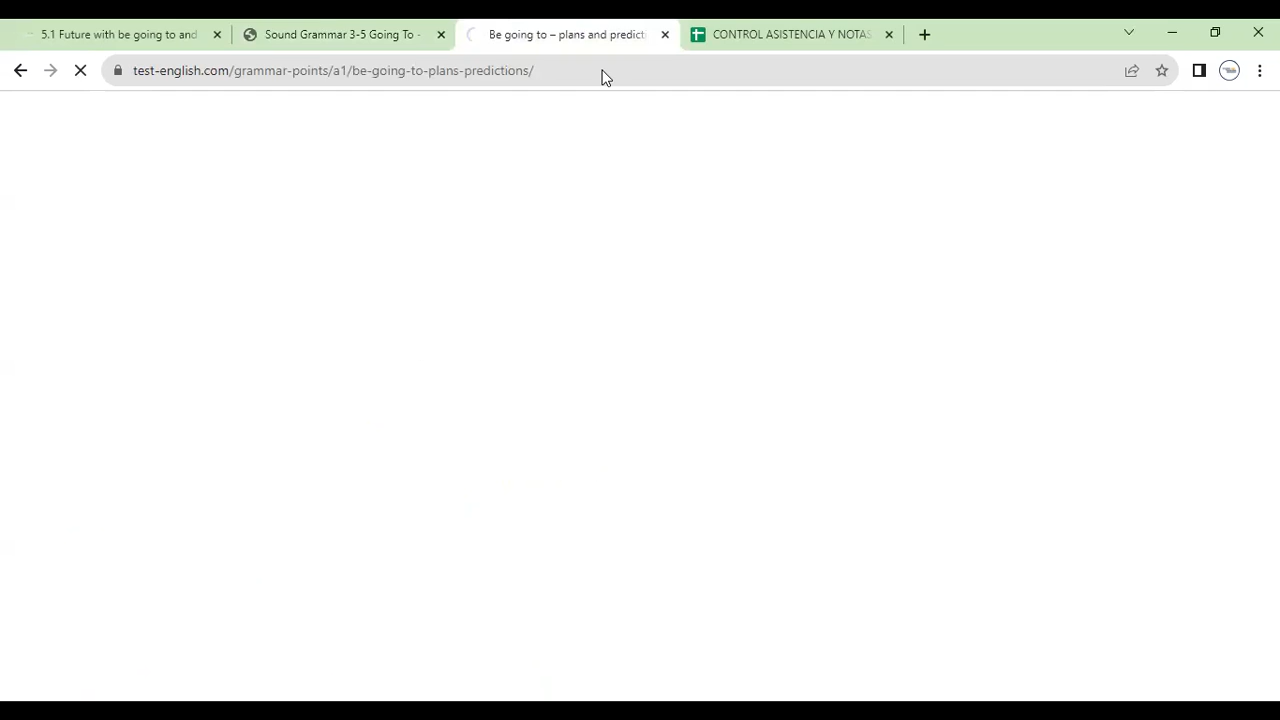 5.1 Future with be going to and
Sound Grammar 3-5 Going To -
Be going to – plans and predict
CONTROL ASISTENCIA Y NOTAS
test-english.com/grammar-points/a1/be-going-to-plans-predictions/